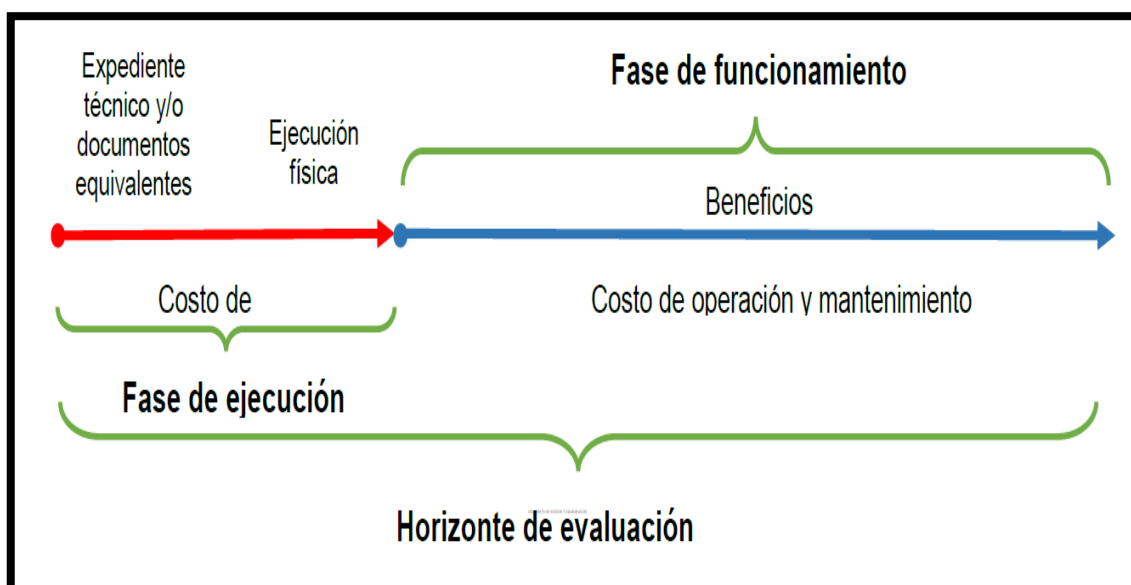 Expediente
técnico y/o
documentos
equivalentes
Ejecución
física
Fase de funcionamiento
Beneficios
Costo de
Costo de operación y mantenimiento
Fase de ejecución
Horizonte de evaluación